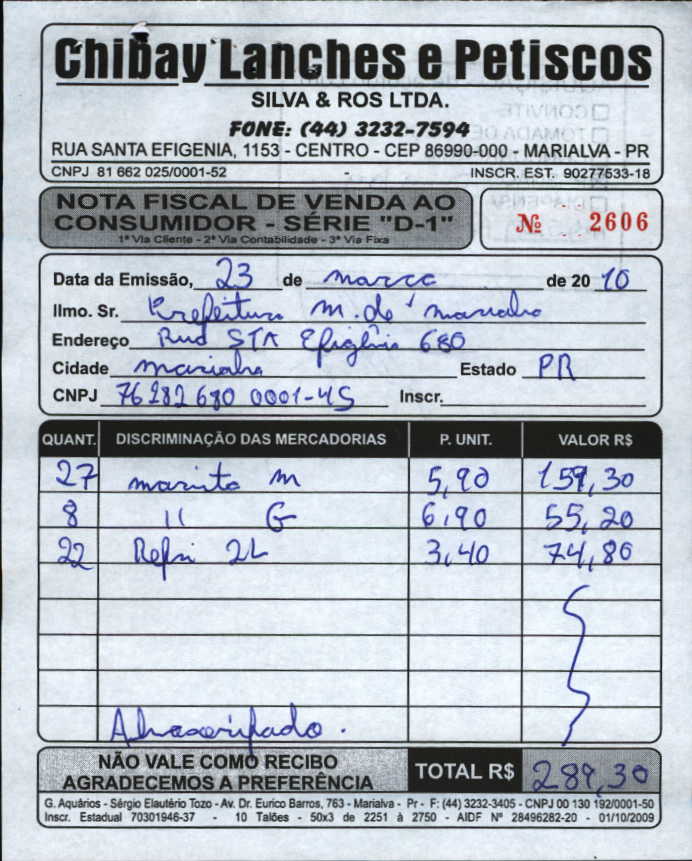 Chibay Lanches e Petiscos
SILVA & ROS LTDA.
FONE: (44) 3232-7594
RUA SANTA EFIGENIA, 1153 - CENTRO - CEP 86990-000 - MARIALVA - PR
CNPJ 81 662 025/0001-52 - INSCR. EST. 90277533-18
NOTA FISCAL DE VENDA AO
CONSUMIDOR - SÉRIE "D-1"
1ª Via Cliente - 2ª Via Contabilidade - 3ª Via Fixa
Nº 2606
Data da Emissão, 23 de março de 20 10
Ilmo. Sr. Prefeitura M. de Marialva
Endereço Rua STA Efigênia 680
Cidade Marialva Estado PR
CNPJ 76282680 0001-45 Inscr.
QUANT. DISCRIMINAÇÃO DAS MERCADORIAS P. UNIT. VALOR R$
27 M 5,90 159,30
8 11 G 6,90 55,20
22 Refri 2L 3,40 74,80
NÃO VALE COMO RECIBO
AGRADECEMOS A PREFERÊNCIA
TOTAL R$ 289,30
G. Aquários - Sérgio Elautério Tozo - Av. Dr. Eurico Barros, 763 - Marialva - Pr - F: (44) 3232-3405 - CNPJ 00 130 192/0001-50
Inscr. Estadual 70301946-37 - 10 Talões - 50x3 de 2251 à 2750 - AIDF Nº 28496282-20 - 01/10/2009